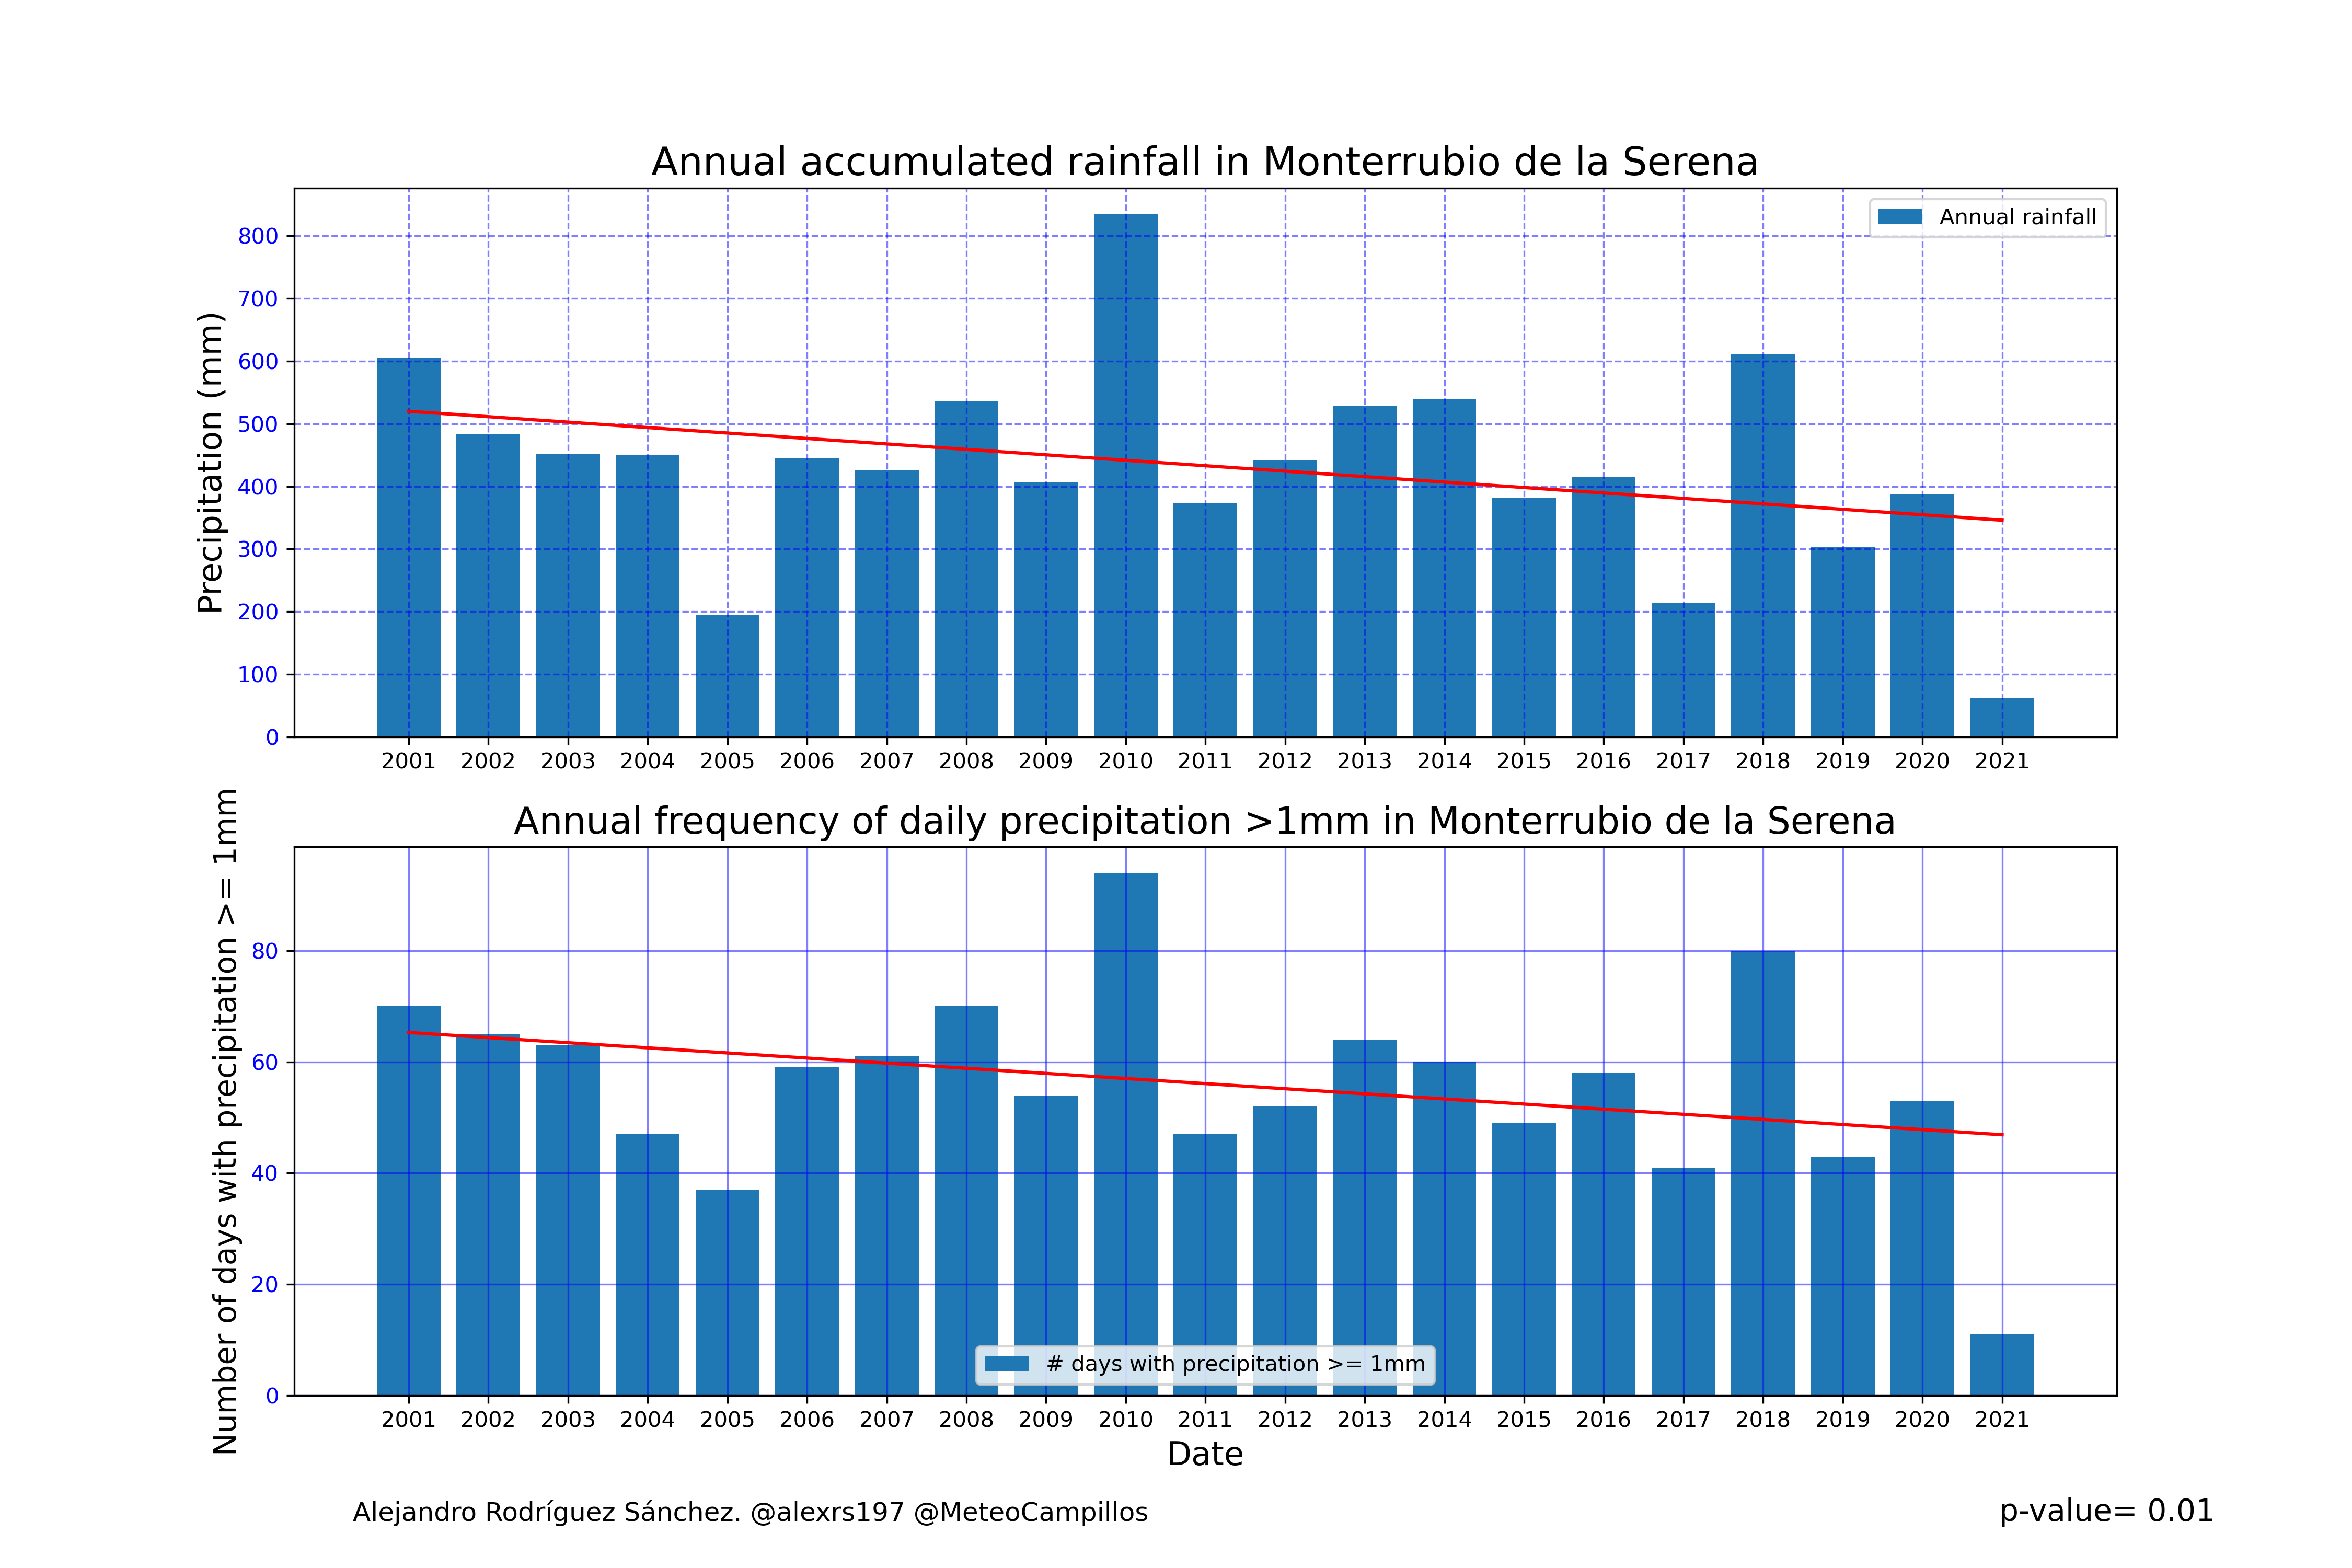 Annual accumulated rainfall in Monterrubio de la Serena
Precipitation (mm)
800
700
600
500
400
300
200
100
0
Annual rainfall
2001 2002 2003 2004 2005 2006 2007 2008 2009 2010 2011 2012 2013 2014 2015 2016 2017 2018 2019 2020 2021
Annual frequency of daily precipitation >1mm in Monterrubio de la Serena
Number of days with precipitation >= 1mm
80
60
40
20
0
# days with precipitation >= 1mm
2001 2002 2003 2004 2005 2006 2007 2008 2009 2010 2011 2012 2013 2014 2015 2016 2017 2018 2019 2020 2021
Date
Alejandro Rodríguez Sánchez. @alexrs197 @MeteoCampillos
p-value= 0.01